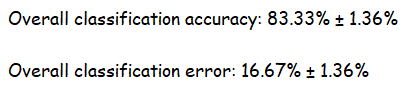 Overall classification accuracy: 83.33% ± 1.36%
Overall classification error: 16.67% ± 1.36%